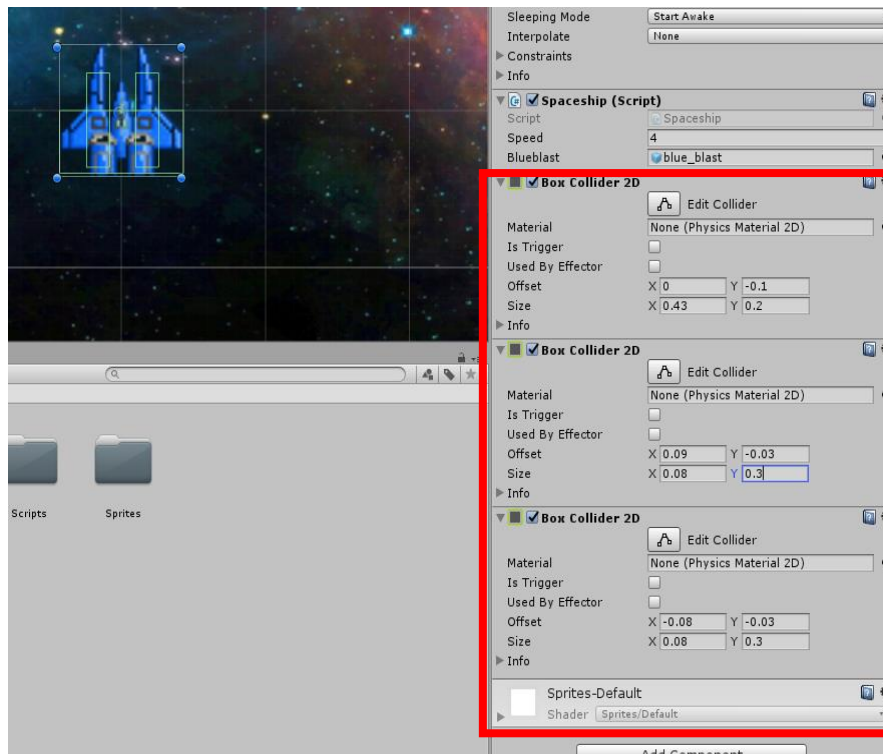 Sleeping Mode Start Awake
Interpolate None
Constraints
Info
Spaceship (Script)
Script Spaceship
Speed 4
Blueblast blue_blast
Box Collider 2D
Edit Collider
Material None (Physics Material 2D)
Is Trigger
Used By Effector
Offset X 0 Y -0.1
Size X 0.43 Y 0.2
Info
Box Collider 2D
Edit Collider
Material None (Physics Material 2D)
Is Trigger
Used By Effector
Offset X 0.09 Y -0.03
Size X 0.08 Y 0.3
Info
Box Collider 2D
Edit Collider
Material None (Physics Material 2D)
Is Trigger
Used By Effector
Offset X -0.08 Y -0.03
Size X 0.08 Y 0.3
Info
Sprites-Default
Shader Sprites/Default
Add Component
Scripts
Sprites